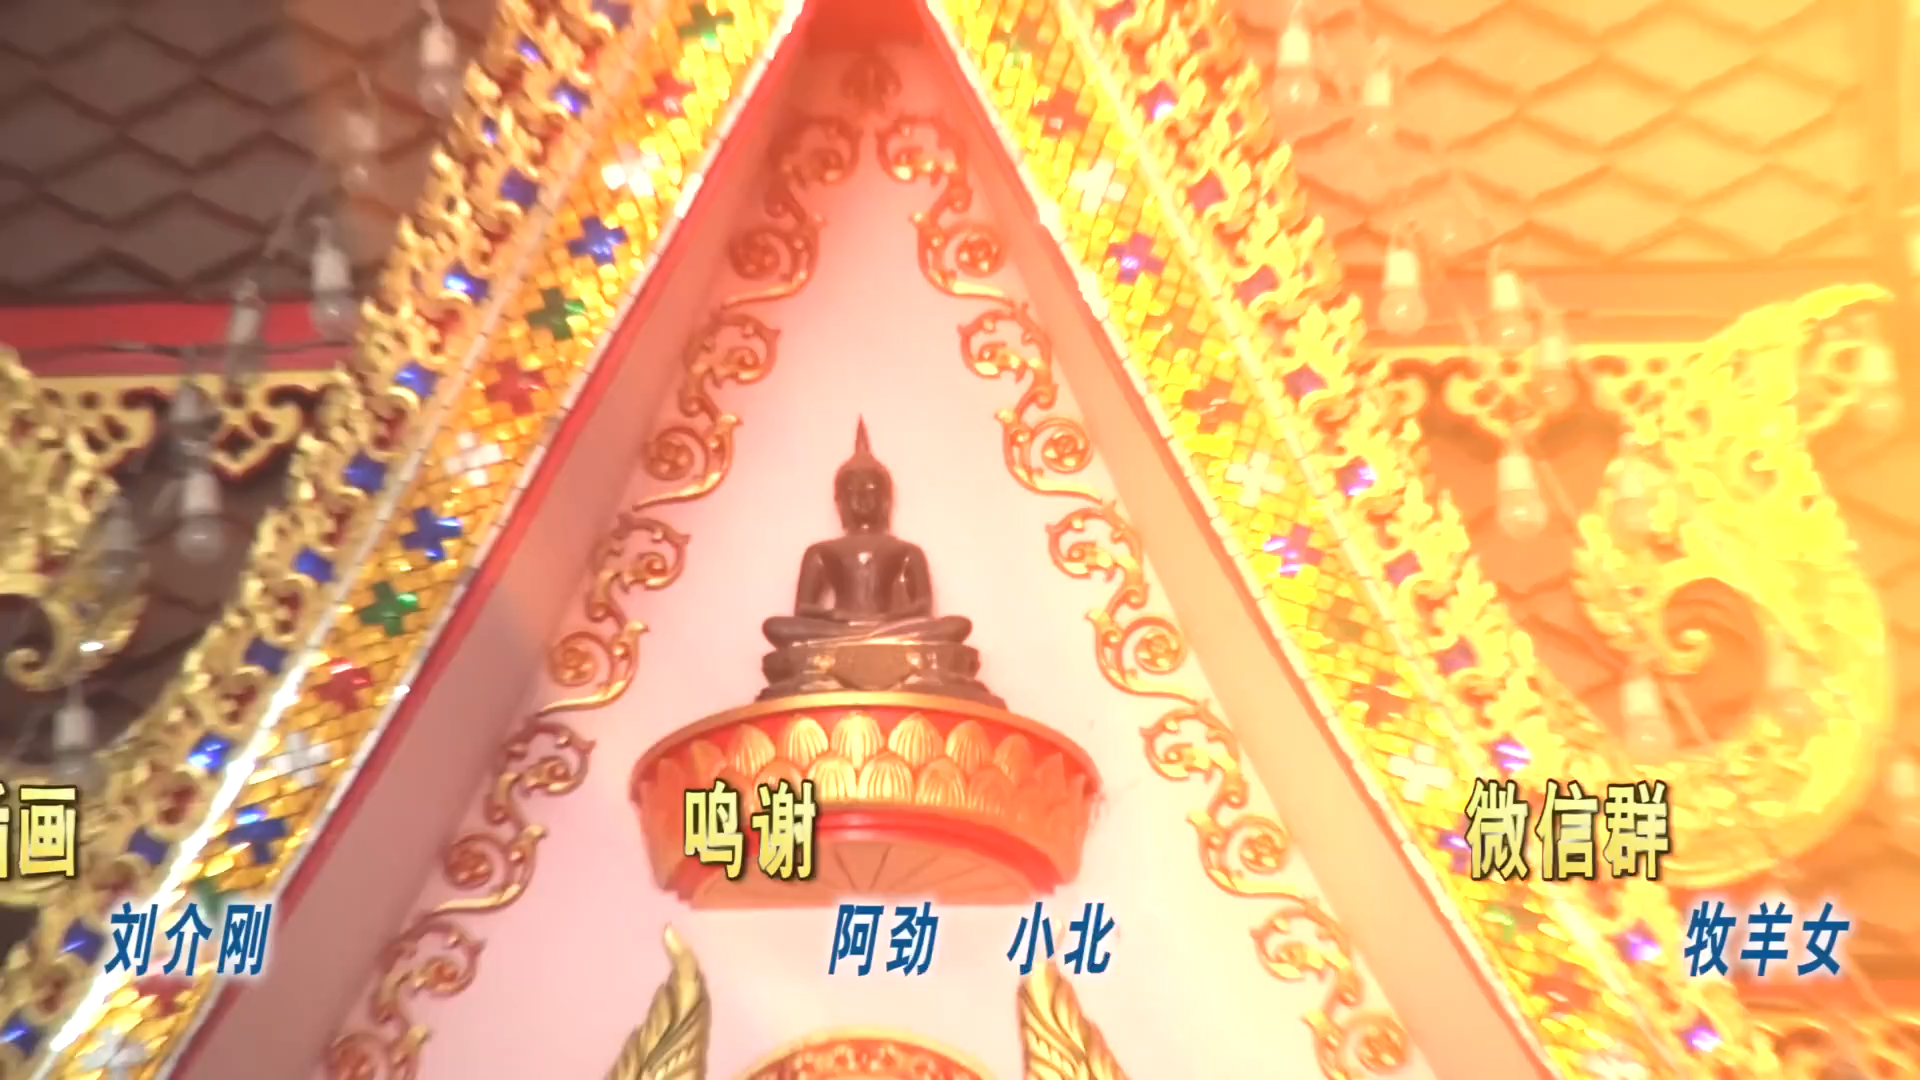 画 鸣谢 微信群
刘介刚 阿劲 小北 牧羊女